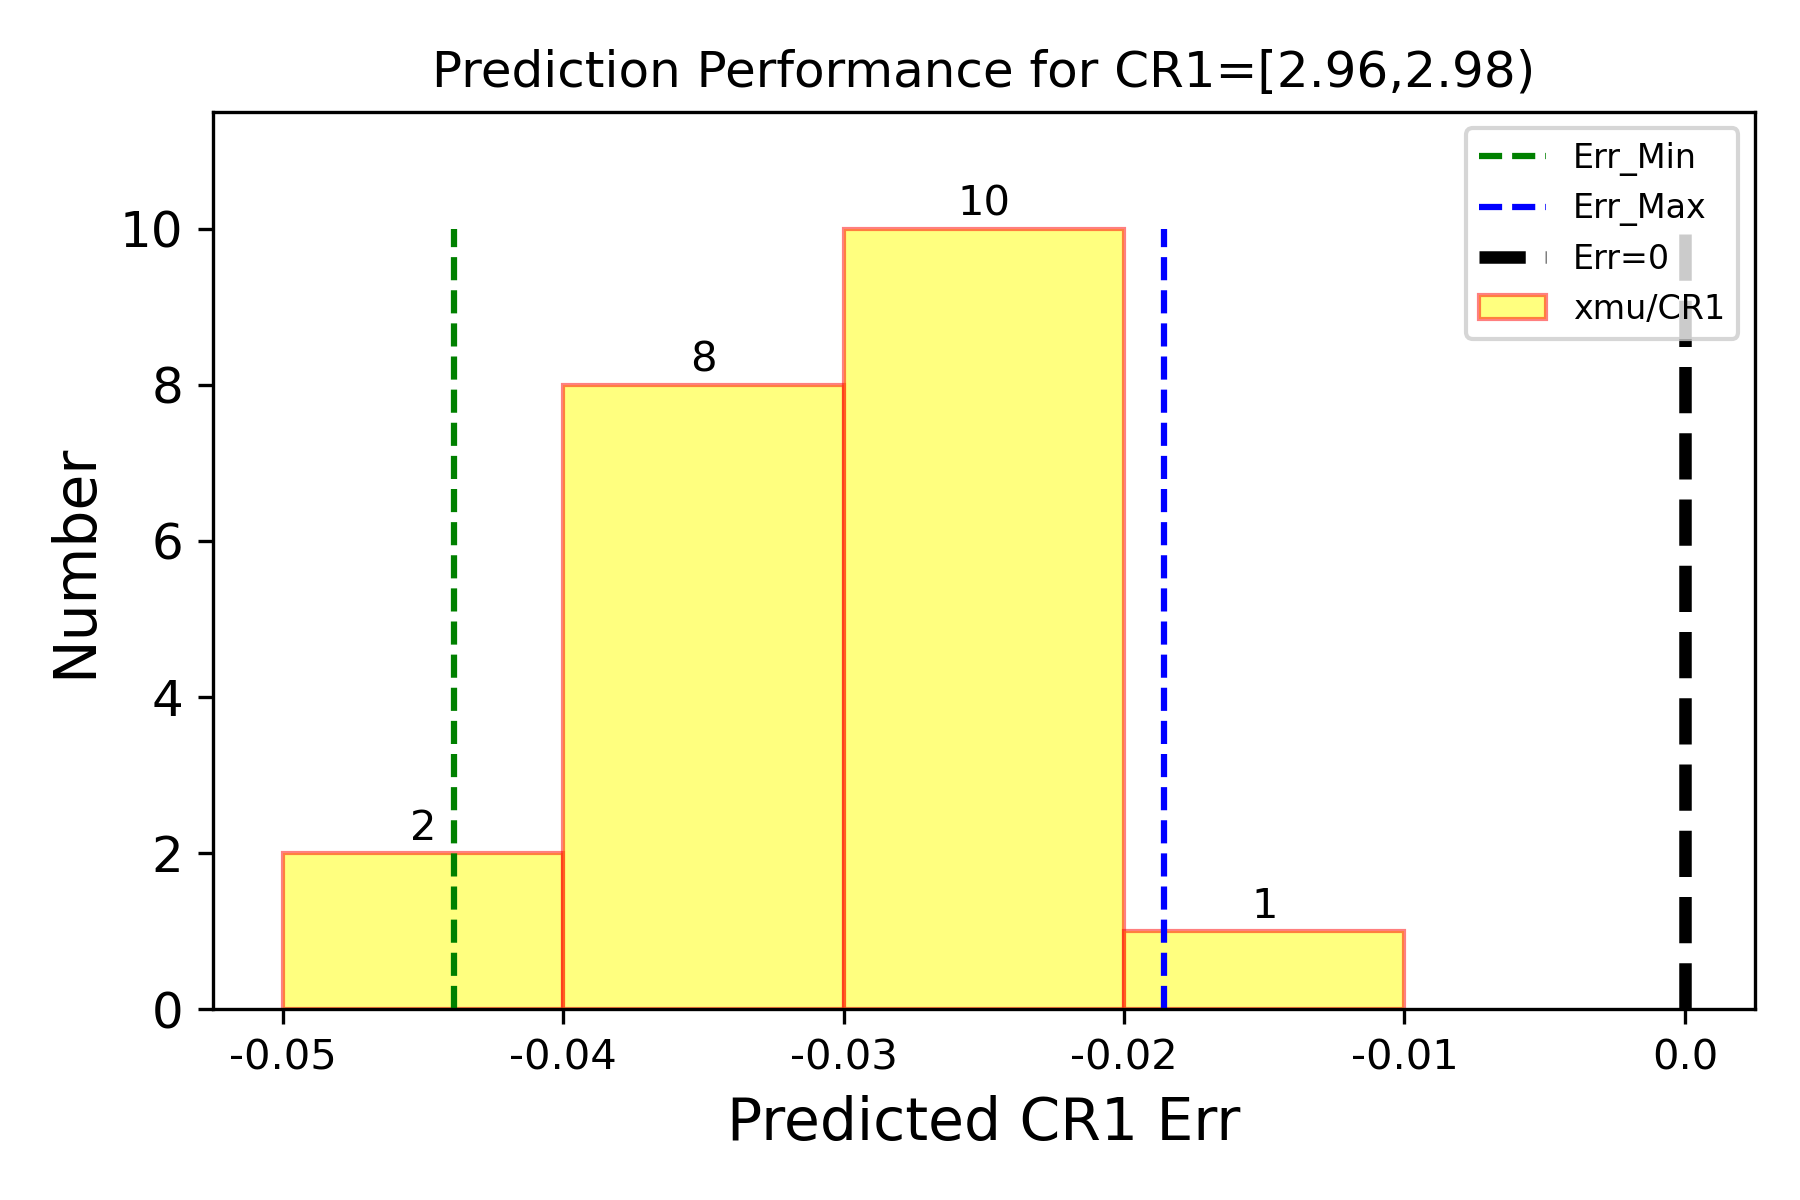 Prediction Performance for CR1=[2.96,2.98)
Err_Min
Err_Max
Err=0
xmu/CR1
Number
10
8
6
4
2
0
2
8
10
1
-0.05
-0.04
-0.03
-0.02
-0.01
0.0
Predicted CR1 Err